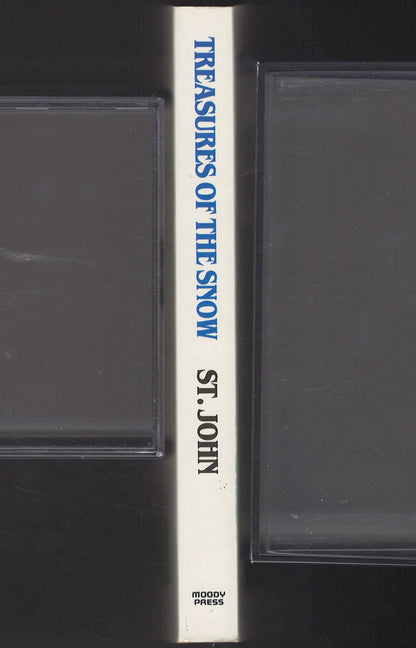 TREASURES OF THE SNOW
ST. JOHN
MOODY
PRESS